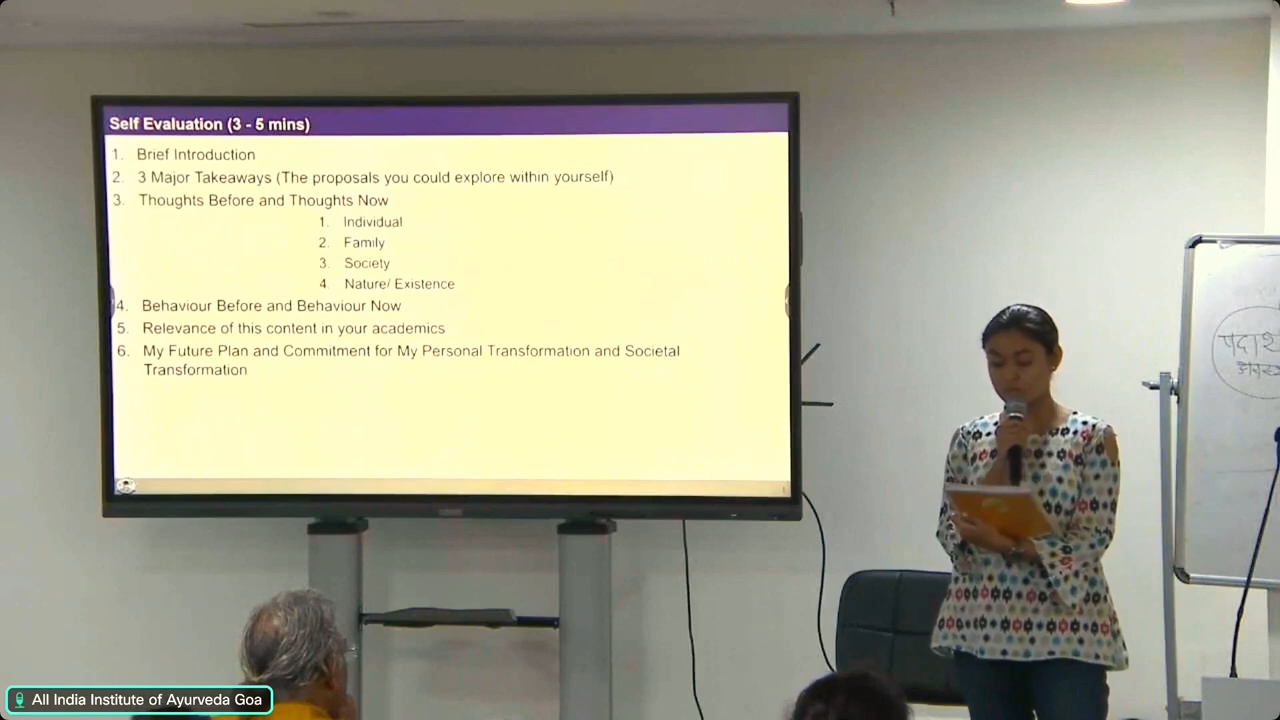 Self Evaluation (3 - 5 mins)
1. Brief Introduction
2. 3 Major Takeaways (The proposals you could explore within yourself)
3. Thoughts Before and Thoughts Now
1. Individual
2. Family
3. Society
4. Nature/ Existence
4. Behaviour Before and Behaviour Now
5. Relevance of this content in your academics
6. My Future Plan and Commitment for My Personal Transformation and Societal
Transformation
All India Institute of Ayurveda Goa